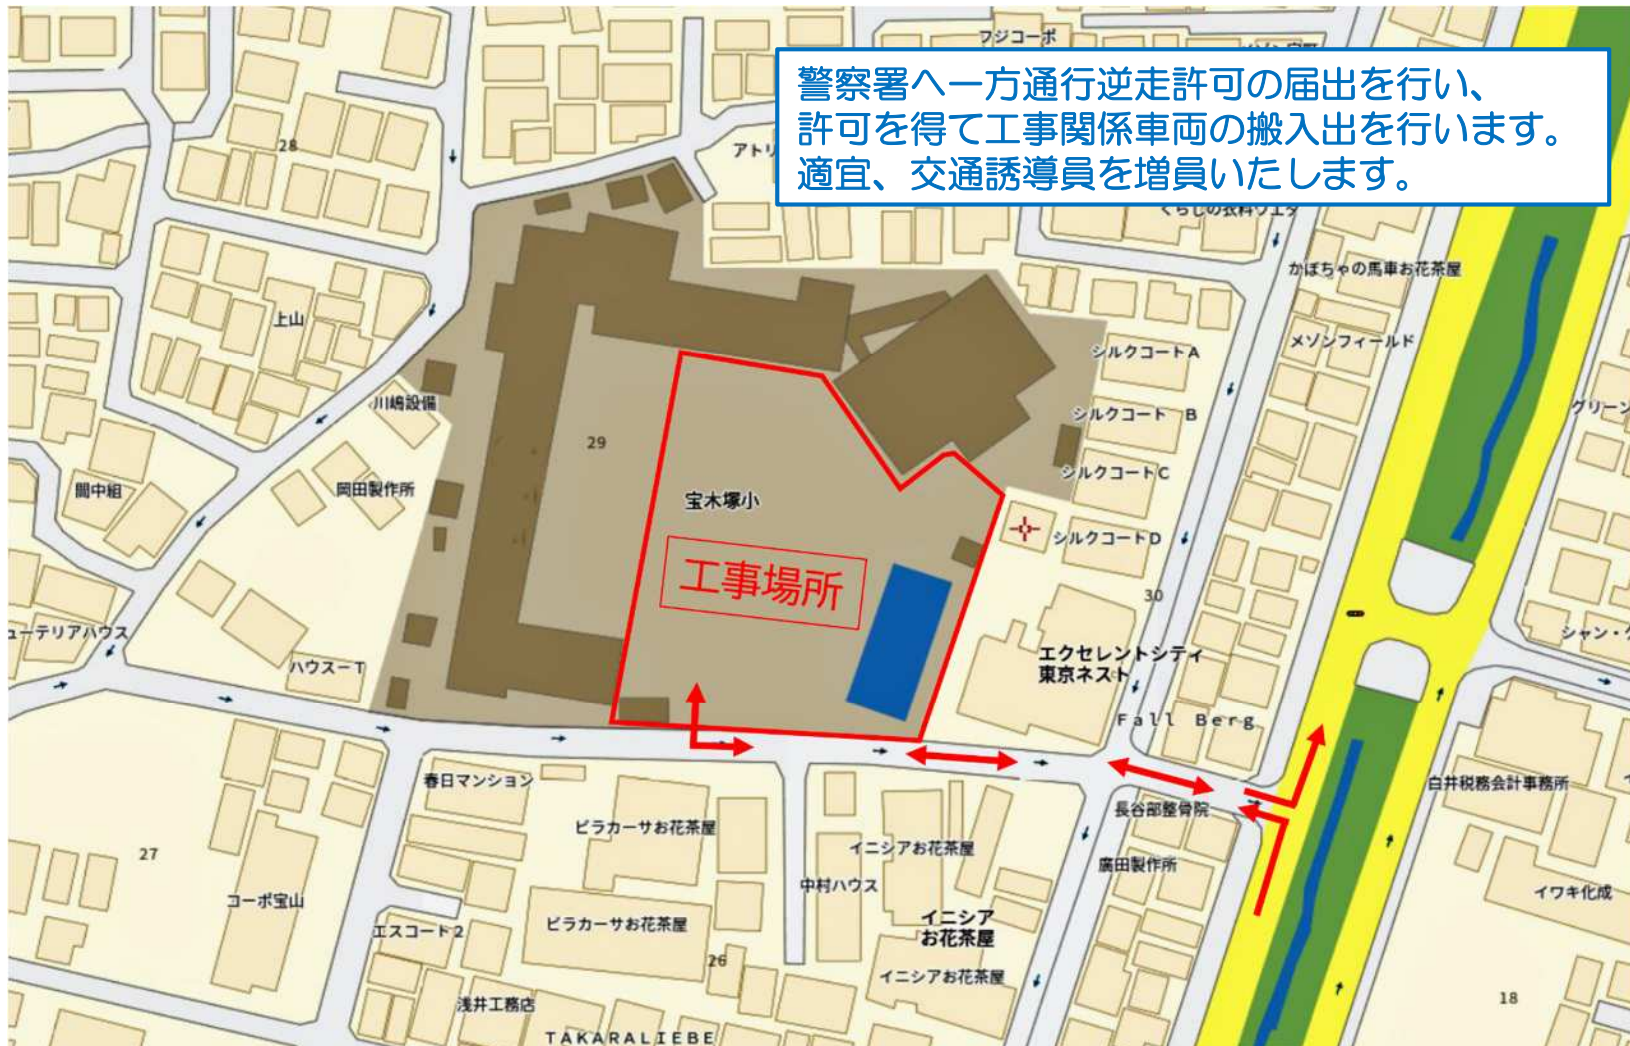 フジコーポ
警察署へ一方通行逆走許可の届出を行い、
許可を得て工事関係車両の搬入出を行います。
適宜、交通誘導員を増員いたします。
28
アトリ
くらしの衣料ウエダ
かぼちゃの馬車お花茶屋
上山
メゾンフィールド
シルクコートA
川嶋設備
シルクコート B
グリーン
29
シルクコートC
間中組
岡田製作所
宝木塚小
シルクコートD
工事場所
30
ューテリアハウス
シャン・
ハウスーT
エクセレントシティ
東京ネスト
Fall Berg
春日マンション
白井税務会計事務所
長谷部整骨院
ビラカーサお花茶屋
イニシアお花茶屋
27
廣田製作所
中村ハウス
コーポ宝山
イワキ化成
エスコート2
ビラカーサお花茶屋
イニシア
お花茶屋
26
イニシアお花茶屋
浅井工務店
18
TAKARALIEBE